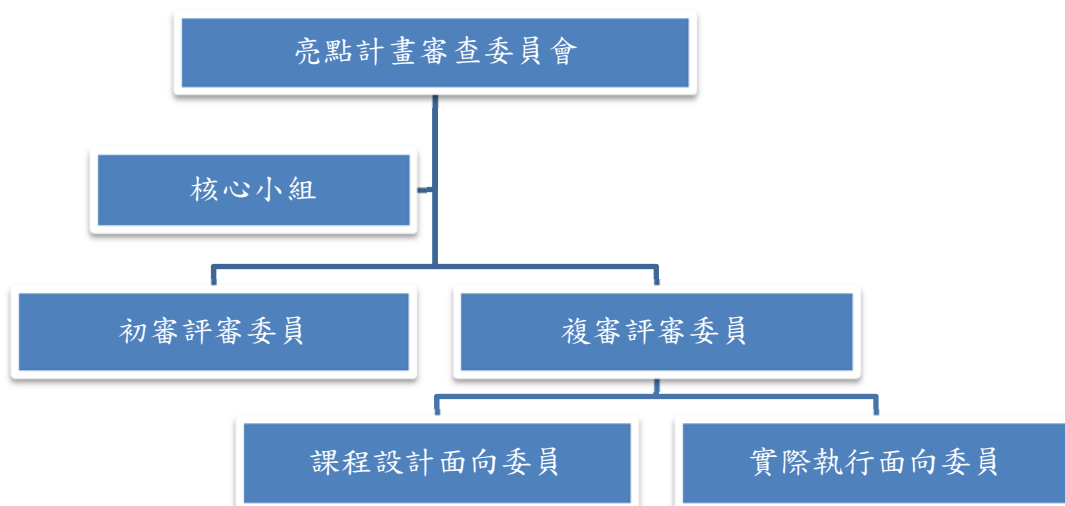 亮點計畫審查委員會
核心小組
初審評審委員
複審評審委員
課程設計面向委員
實際執行面向委員